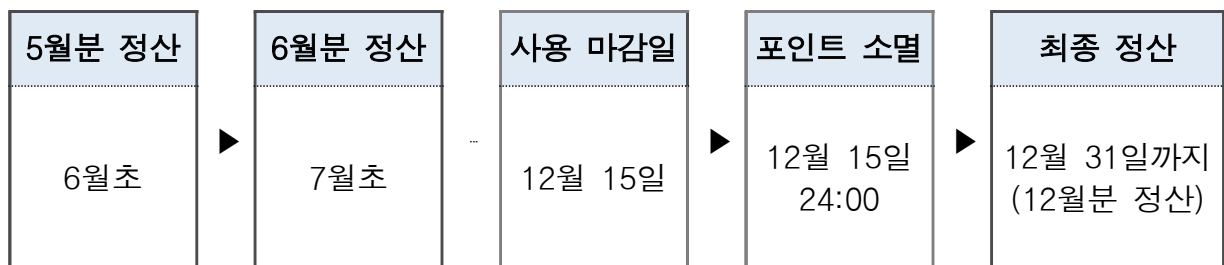 5월분 정산
6월초
▶
6월분 정산
7월초
...
사용 마감일
12월 15일
▶
포인트 소멸
12월 15일
24:00
▶
최종 정산
12월 31일까지
(12월분 정산)